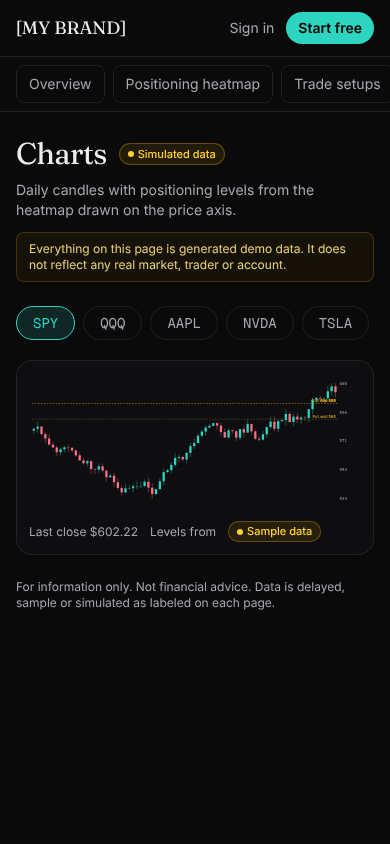 [MY BRAND]
Sign in
Start free
Overview
Positioning heatmap
Trade setups
Charts
Simulated data
Daily candles with positioning levels from the
heatmap drawn on the price axis.
Everything on this page is generated demo data. It does
not reflect any real market, trader or account.
SPY
QQQ
AAPL
NVDA
TSLA
Last close $602.22
Levels from
Sample data
For information only. Not financial advice. Data is delayed,
sample or simulated as labeled on each page.